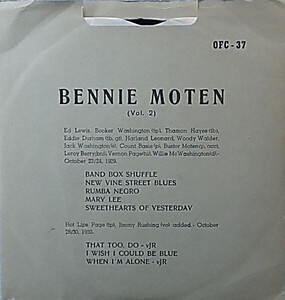 OFC-37
BENNIE MOTEN
(Vol. 2)
Ed Lewis, Booker Washington (tp), Thamon Hayes (tb),
Eddie Durham (tb, gt), Harland Leonard, Woody Walder,
Jack Washington (s), Count Basie (p), Buster Moten (p, acc),
Leroy Berry (bnl), Vernon Page (tu), Willie McWashington (d).
October 23/24, 1929.
BAND BOX SHUFFLE
NEW VINE STREET BLUES
RUMBA NEGRO
MARY LEE
SWEETHEARTS OF YESTERDAY
Hot Lips Page (tp), Jimmy Rushing (vo) added. - October
28/30, 1930.
THAT TOO, DO - vJR
I WISH I COULD BE BLUE
WHEN I'M ALONE - vJR